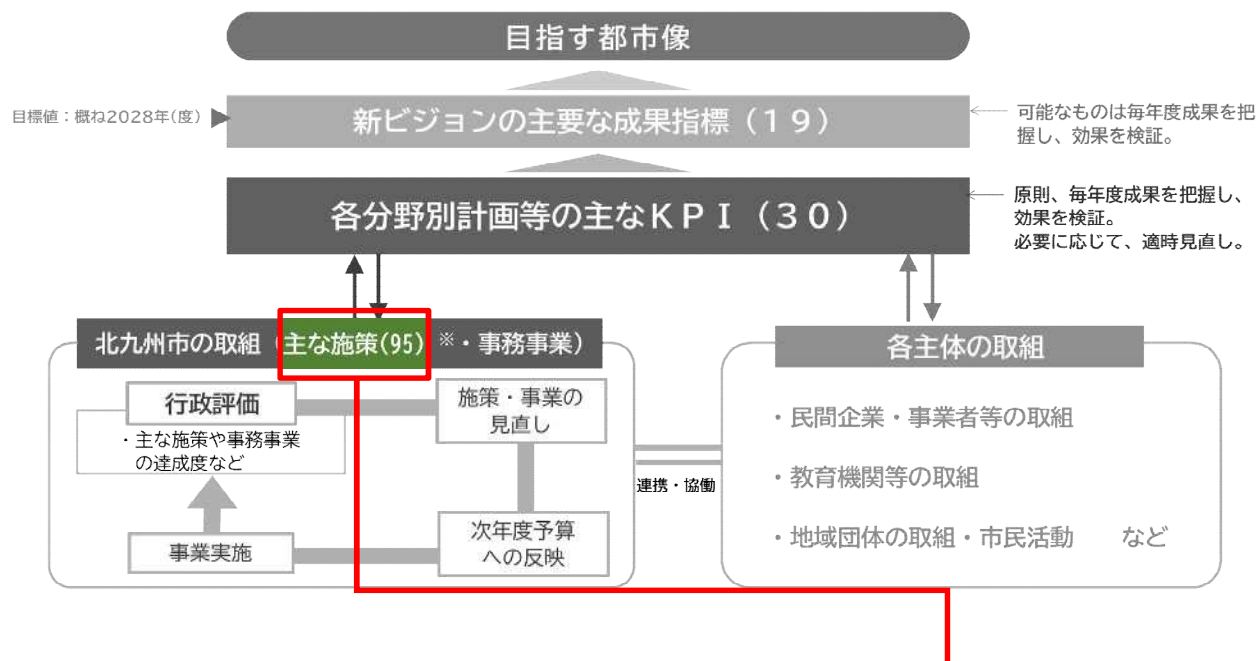 目指す都市像
目標値：概ね2028年(度)
新ビジョンの主要な成果指標（１９）
可能なものは毎年度成果を把
握し、効果を検証。
各分野別計画等の主なＫＰＩ（３０）
原則、毎年度成果を把握し、
効果を検証。
必要に応じて、適時見直し。
北九州市の取組（主な施策(95) ※・事務事業）
行政評価
・主な施策や事務事業
の達成度など
施策・事業の
見直し
事業実施
次年度予算
への反映
連携・協働
各主体の取組
・民間企業・事業者等の取組
・教育機関等の取組
・地域団体の取組・市民活動　など